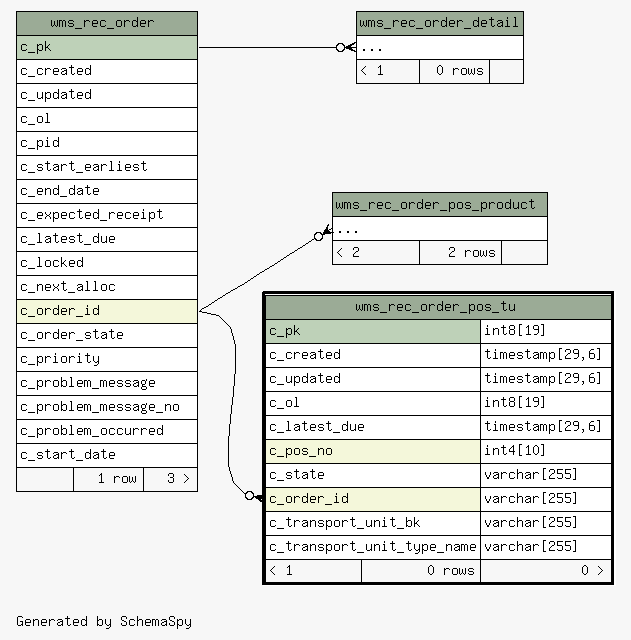 wms_rec_order
c_pk
c_created
c_updated
c_ol
c_pid
c_start_earliest
c_end_date
c_expected_receipt
c_latest_due
c_locked
c_next_alloc
c_order_id
c_order_state
c_priority
c_problem_message
c_problem_message_no
c_problem_occurred
c_start_date
1 row 3 >
wms_rec_order_detail
...
< 1 0 rows
wms_rec_order_pos_product
...
< 2 2 rows
wms_rec_order_pos_tu
c_pk int8[19]
c_created timestamp[29,6]
c_updated timestamp[29,6]
c_ol int8[19]
c_latest_due timestamp[29,6]
c_pos_no int4[10]
c_state varchar[255]
c_order_id varchar[255]
c_transport_unit_bk varchar[255]
c_transport_unit_type_name varchar[255]
< 1 0 rows 0 >
Generated by SchemaSpy